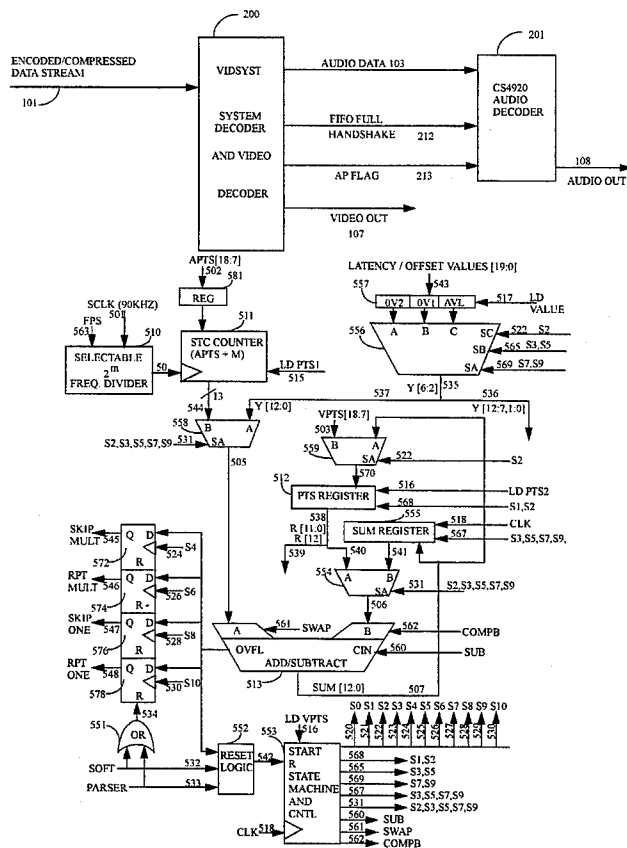 200
201
ENCODED/COMPRESSED
DATA STREAM
101
VIDSYST
SYSTEM
DECODER
AND VIDEO
DECODER
AUDIO DATA 103
FIFO FULL
HANDSHAKE 212
AP FLAG 213
VIDEO OUT
107
CS4920
AUDIO
DECODER
108
AUDIO OUT
APTS[18:7]
502
581
REG
SCLK (90KHZ)
501
FPS
563
510
SELECTABLE
2m
FREQ. DIVIDER
50
511
STC COUNTER
(APTS + M)
LD PTS1
515
13
544
LATENCY / OFFSET VALUES [19:0]
543
557
0V2 0V1 AVL
517 LD
VALUE
556
A B C
SC 522 S2
SB 565 S3,S5
SA 569 S7,S9
Y [6:2] 535
537
536
Y [12:0]
Y [12:7,1:0]
558
B A
SA
S2,S3,S5,S7,S9 531
505
VPTS[18:7]
503
B A
SA
559
522 S2
570
512
PTS REGISTER
516 LD PTS2
568 S1,S2
555
538
R [11:0]
R [12]
539
SUM REGISTER
518 CLK
567 S3,S5,S7,S9,
540
541
554
A B
SA
531 S2,S3,S5,S7,S9
506
SKIP
MULT
545
Q D
572
R
524 S4
RPT
MULT
546
Q D
574
R
526 S6
SKIP
ONE
547
Q D
576
R
528 S8
RPT
ONE
548
Q D
578
R
530 S10
534
551
OR
A
561 SWAP
B
562 COMPB
OVFL
CIN
560 SUB
ADD/SUBTRACT
513
SUM [12:0] 507
SOFT 532
PARSER 533
552
RESET
LOGIC
542
LD VPTS
516
553
START
R
STATE
MACHINE
AND
CNTL
CLK 518
S0 S1 S2 S3 S4 S5 S6 S7 S8 S9 S10
520 521 522 523 524 525 526 527 528 529 530
568 S1,S2
565 S3,S5
569 S7,S9
567 S3,S5,S7,S9
531 S2,S3,S5,S7,S9
560 SUB
561 SWAP
562 COMPB